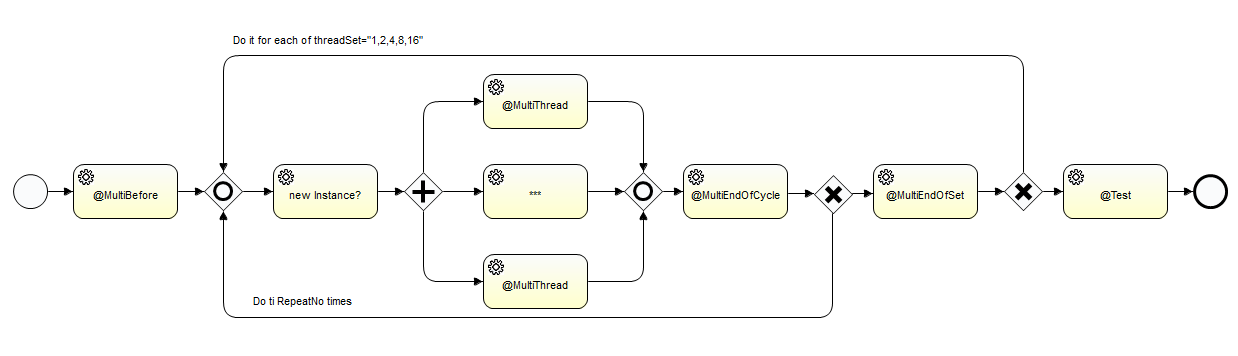 Do it for each of threadSet="1,2,4,8,16"
@MultiThread
@MultiBefore
new Instance?
***
@MultiEndOfCycle
@MultiEndOfSet
@Test
@MultiThread
Do ti RepeatNo times